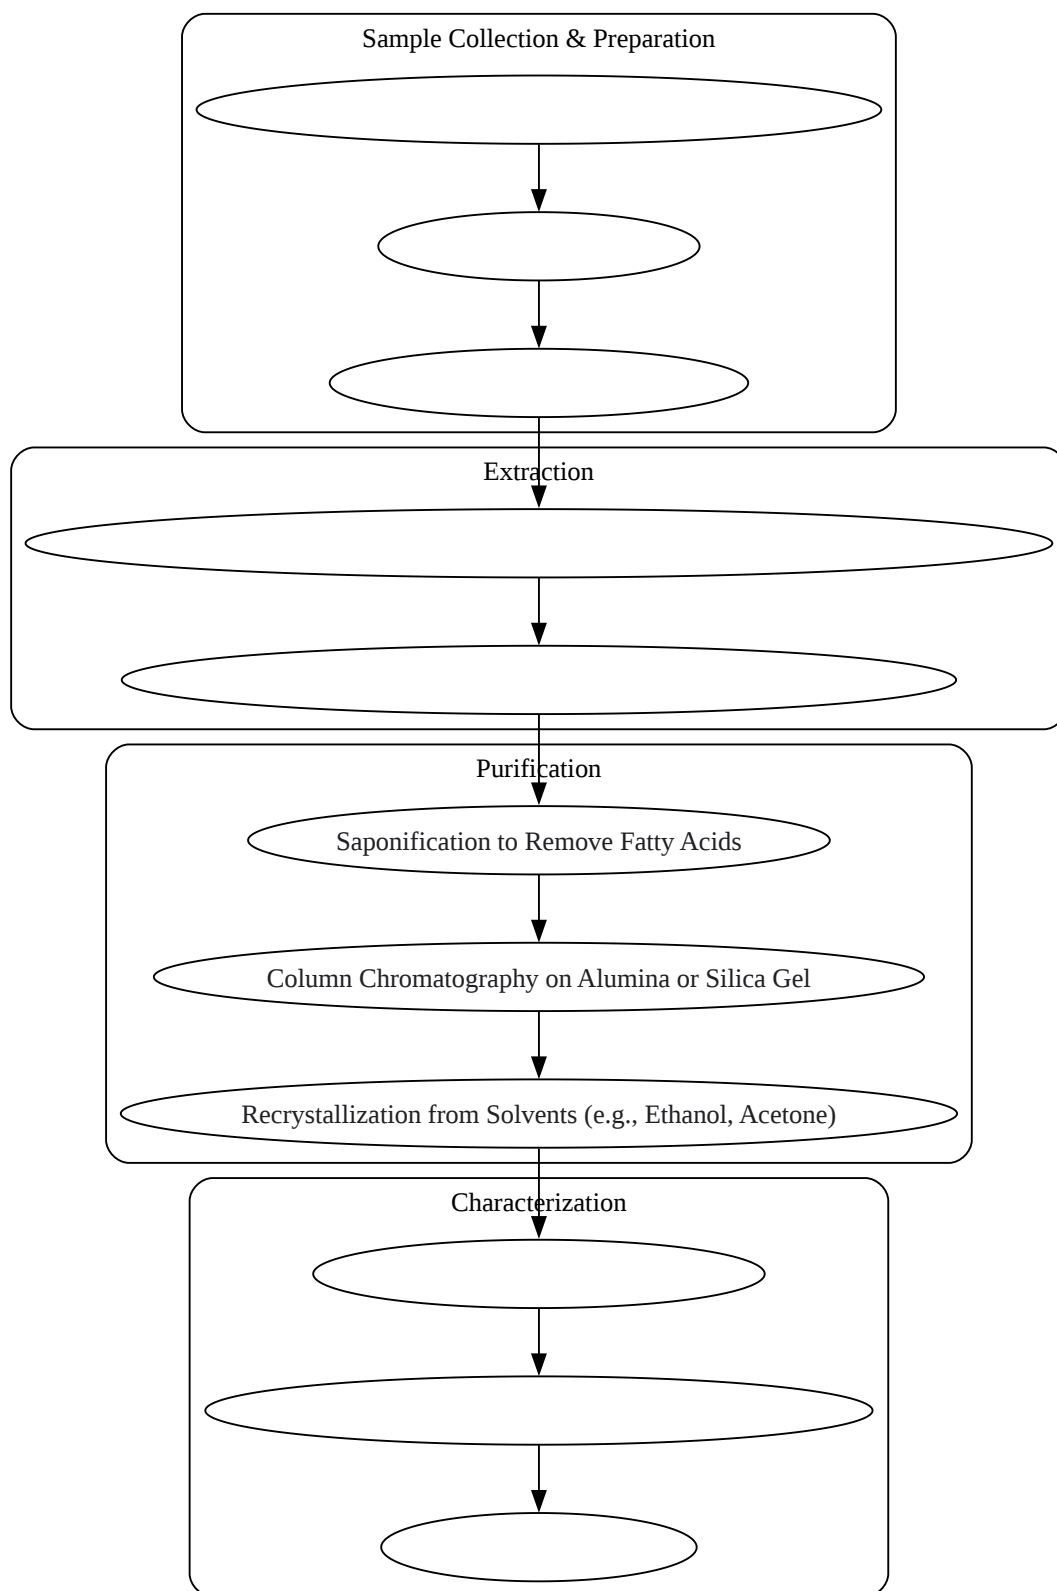 Sample Collection & Preparation
Extraction
Purification
Saponification to Remove Fatty Acids
Column Chromatography on Alumina or Silica Gel
Recrystallization from Solvents (e.g., Ethanol, Acetone)
Characterization